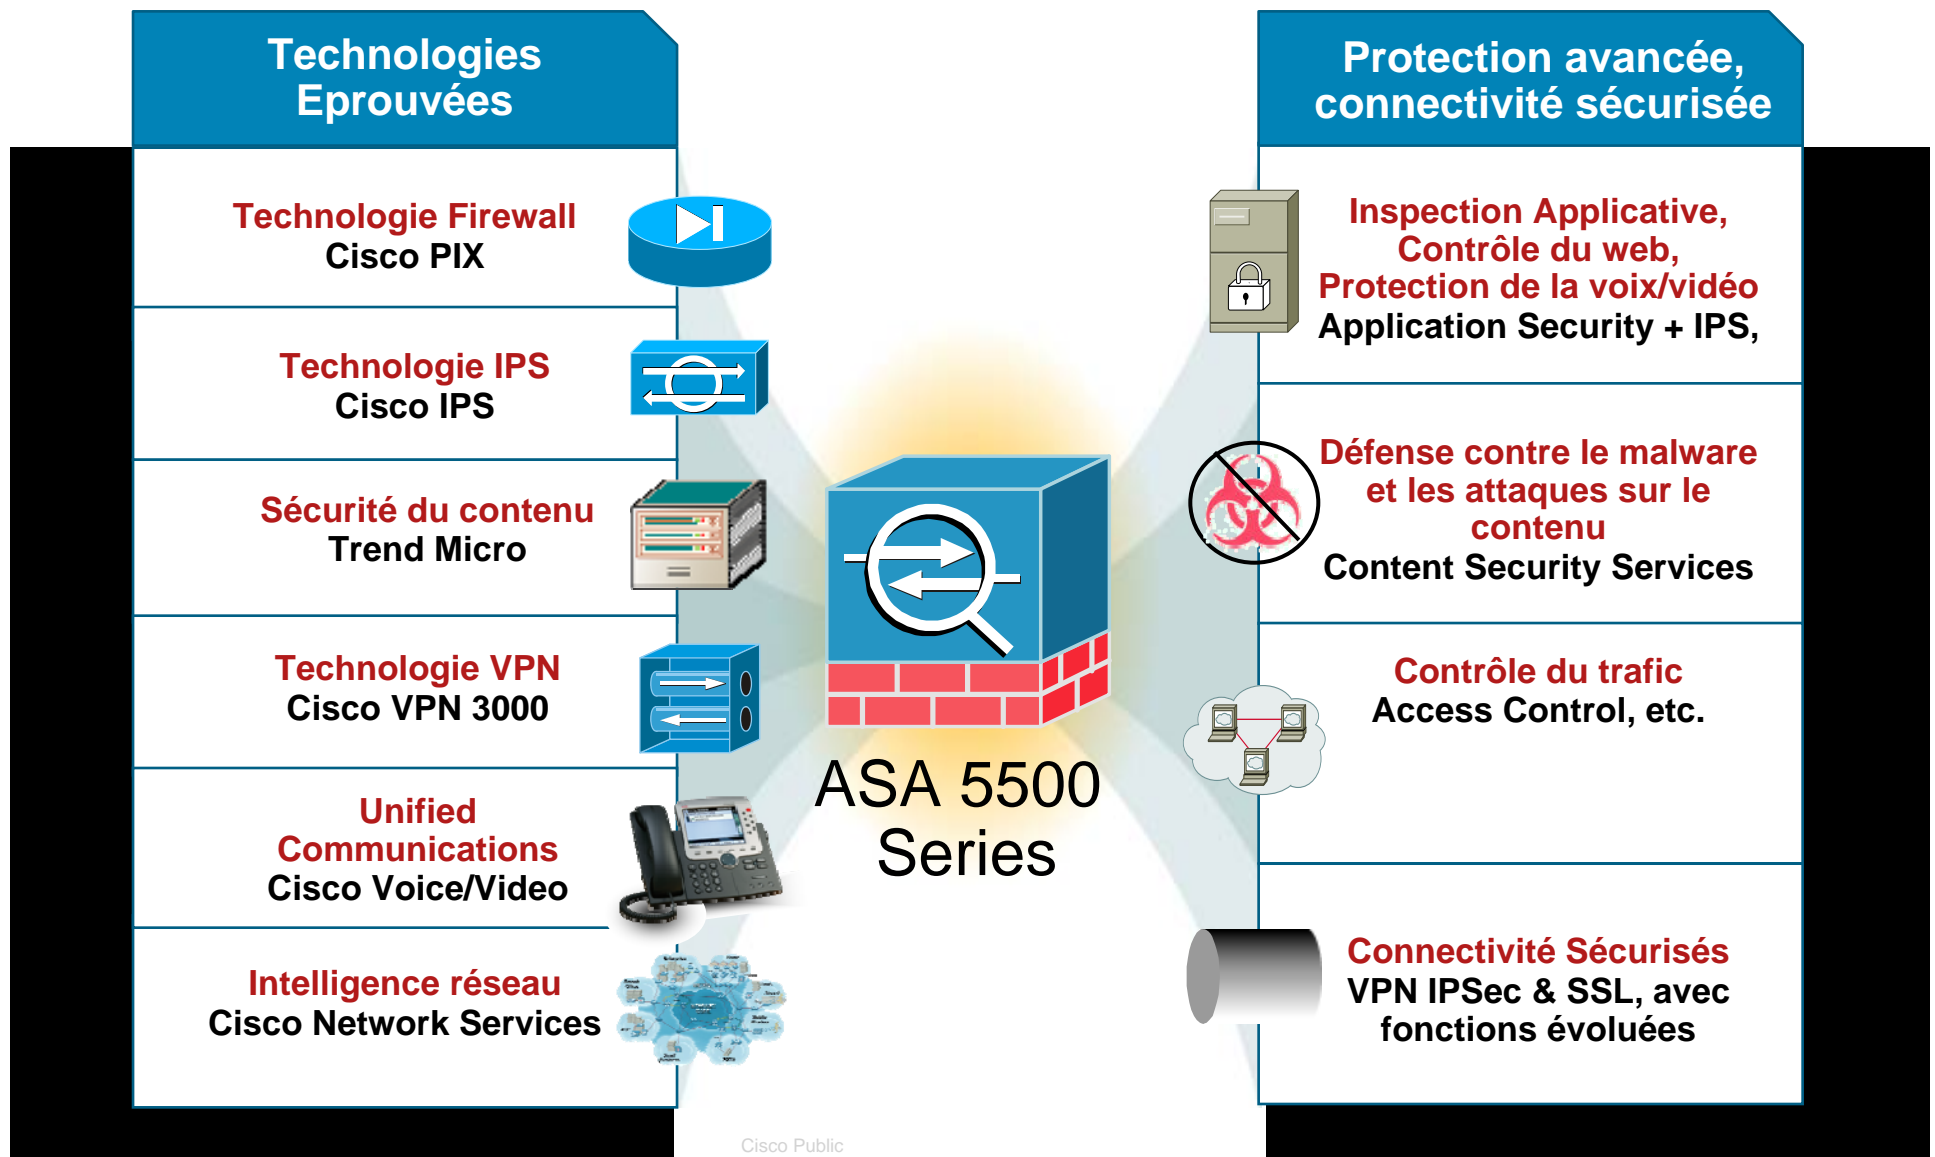 Technologies
Eprouvées
Technologie Firewall
Cisco PIX
Technologie IPS
Cisco IPS
Sécurité du contenu
Trend Micro
Technologie VPN
Cisco VPN 3000
Unified
Communications
Cisco Voice/Video
Intelligence réseau
Cisco Network Services
ASA 5500
Series
Protection avancée,
connectivité sécurisée
Inspection Applicative,
Contrôle du web,
Protection de la voix/vidéo
Application Security + IPS,
Défense contre le malware
et les attaques sur le
contenu
Content Security Services
Contrôle du trafic
Access Control, etc.
Connectivité Sécurisés
VPN IPSec & SSL, avec
fonctions évoluées
Cisco Public